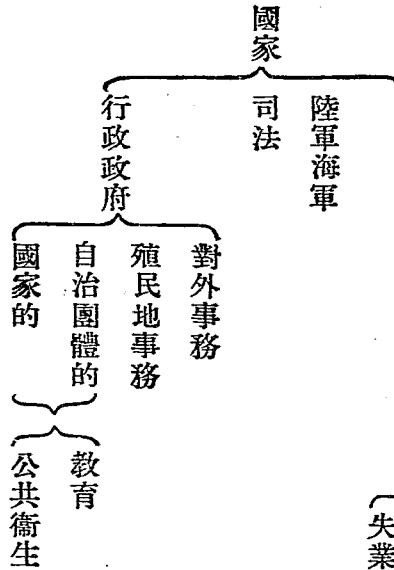 國家
陸軍海軍
司法
行政政府
對外事務
殖民地事務
自治團體的
國家的
失業
教育
公共衞生